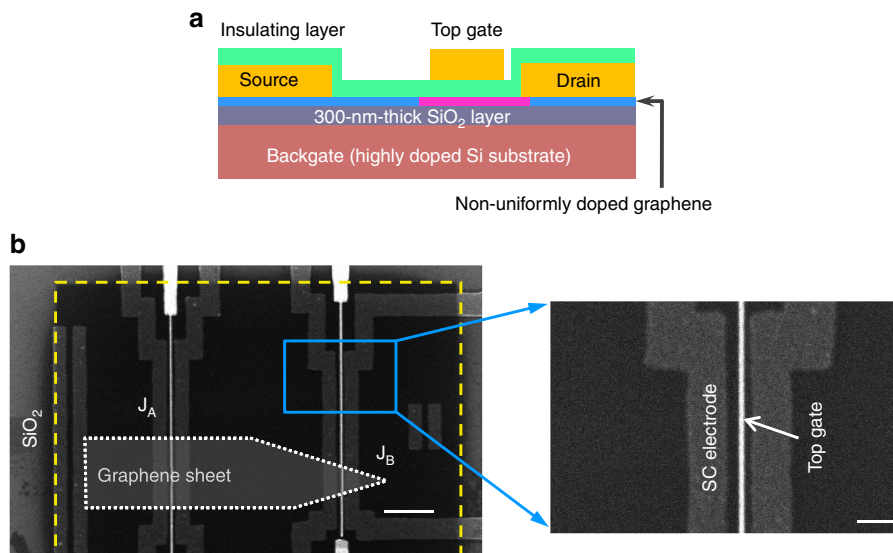 a
Insulating layer
Top gate
Source
Drain
300-nm-thick SiO2 layer
Backgate (highly doped Si substrate)
Non-uniformly doped graphene
b
SiO2
JA
JB
Graphene sheet
SC electrode
Top gate